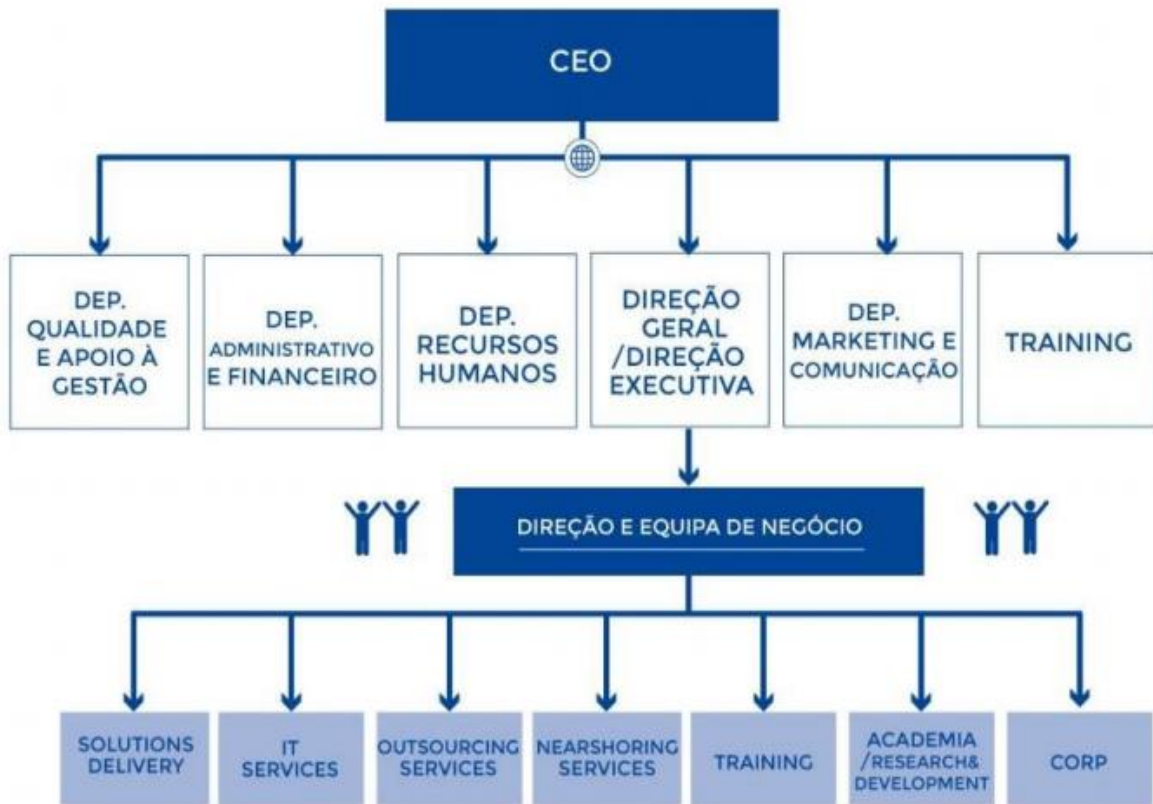 CEO
DEP.
QUALIDADE
E APOIO À
GESTÃO
DEP.
ADMINISTRATIVO
E FINANCEIRO
DEP.
RECURSOS
HUMANOS
DIREÇÃO
GERAL
/DIREÇÃO
EXECUTIVA
DEP.
MARKETING E
COMUNICAÇÃO
TRAINING
DIREÇÃO E EQUIPA DE NEGÓCIO
SOLUTIONS
DELIVERY
IT
SERVICES
OUTSOURCING
SERVICES
NEARSHORING
SERVICES
TRAINING
ACADEMIA
/RESEARCH&
DEVELOPMENT
CORP